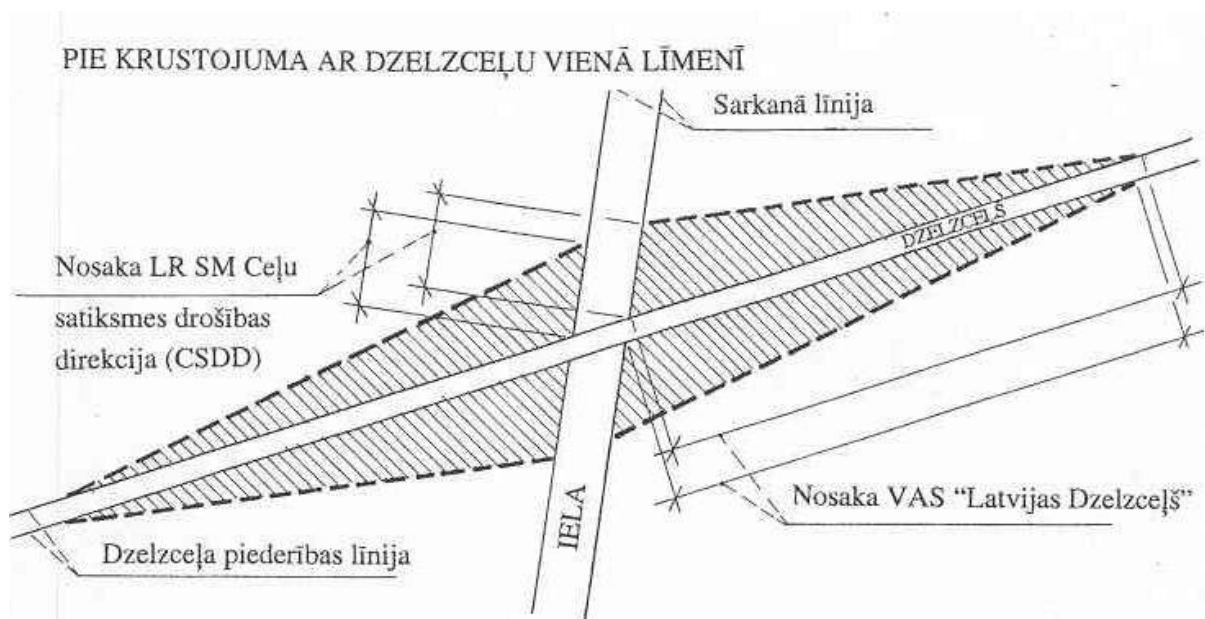 PIE KRUSTOJUMA AR DZELZCEĻU VIENĀ LĪMENĪ
Sarkanā līnija
DZELZCEĻŠ
Nosaka LR SM Ceļu
satiksmes drošības
direkcija (CSDD)
Nosaka VAS “Latvijas Dzelzceļš”
IELA
Dzelzceļa piederības līnija